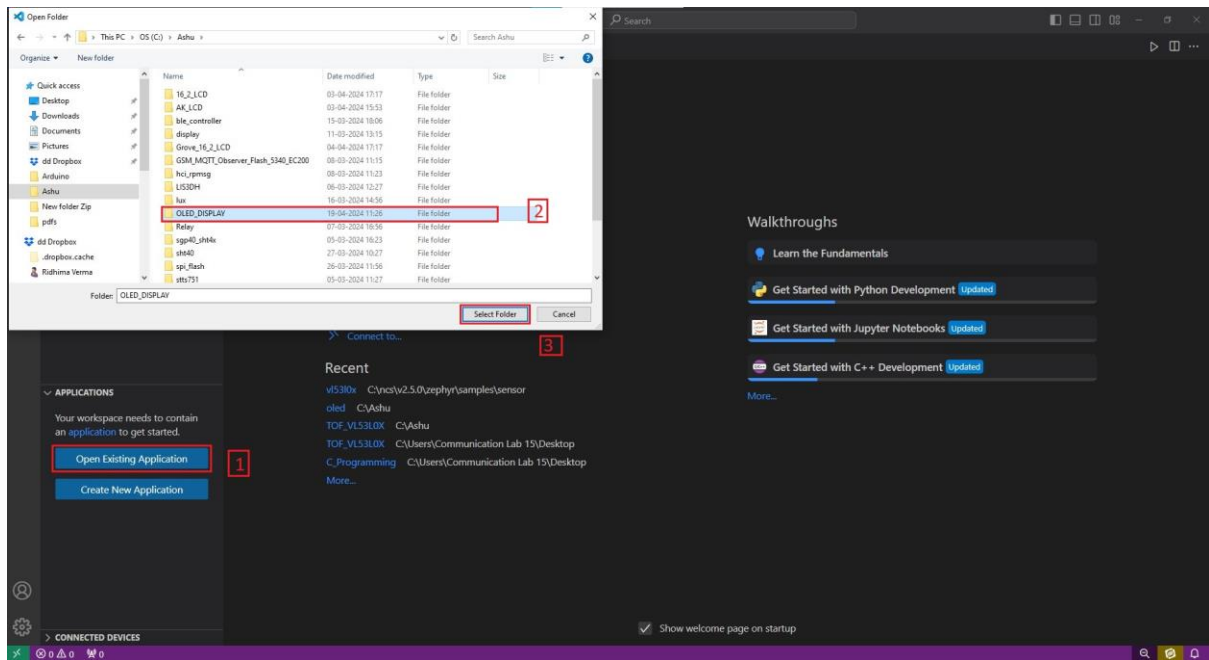 Open Folder
This PC > OS (C:) > Ashu >
Search Ashu
Organize
New folder
Quick access
Desktop
Downloads
Documents
Pictures
dd Dropbox
Arduino
Ashu
New folder Zip
pdfs
dd Dropbox
.dropbox.cache
Ridhima Verma
Name Date modified Type Size
16_2_LCD 03-04-2024 17:17 File folder
AK_LCD 03-04-2024 15:53 File folder
ble_controller 15-03-2024 18:06 File folder
display 11-03-2024 13:15 File folder
Grove_16_2_LCD 04-04-2024 17:17 File folder
GSM_MQTT_Observer_Flash_5340_EC200 08-03-2024 11:15 File folder
hci_rpmsg 08-03-2024 11:23 File folder
LIS3DH 06-03-2024 12:27 File folder
lux 16-03-2024 14:56 File folder
OLED_DISPLAY 19-04-2024 11:26 File folder
2
Relay 07-03-2024 16:56 File folder
sgp40_sht4x 05-03-2024 16:23 File folder
sht40 27-03-2024 10:27 File folder
spi_flash 26-03-2024 11:56 File folder
stts751 05-03-2024 11:27 File folder
Folder: OLED_DISPLAY
Select Folder
Cancel
3
Search
Connect to...
Recent
vl53l0x C:\ncs\v2.5.0\zephyr\samples\sensor
oled C:\Ashu
TOF_VL53L0X C:\Ashu
TOF_VL53L0X C:\Users\Communication Lab 15\Desktop
C_Programming C:\Users\Communication Lab 15\Desktop
More...
APPLICATIONS
Your workspace needs to contain
an application to get started.
Open Existing Application
1
Create New Application
CONNECTED DEVICES
Walkthroughs
Learn the Fundamentals
Get Started with Python Development Updated
Get Started with Jupyter Notebooks Updated
Get Started with C++ Development Updated
More...
Show welcome page on startup
0 0 0